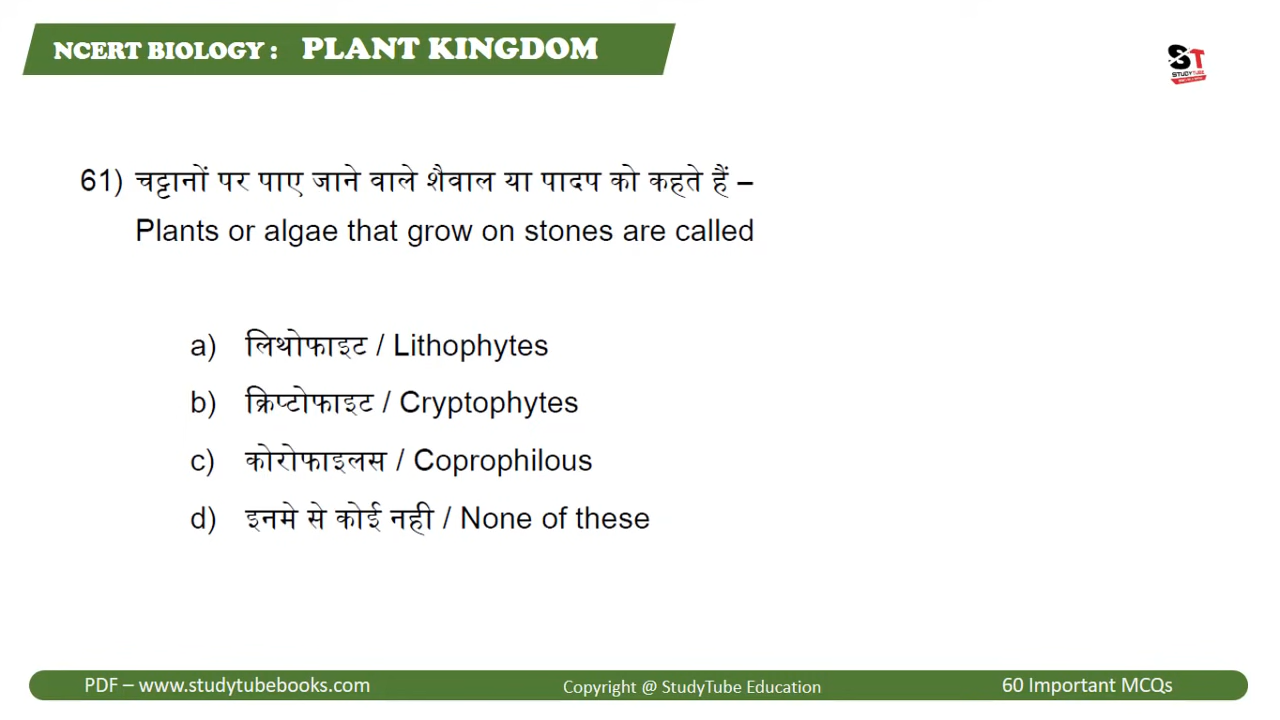 NCERT BIOLOGY : PLANT KINGDOM
ST
STUDYTUBE
61) चट्टानों पर पाए जाने वाले शैवाल या पादप को कहते हैं –
Plants or algae that grow on stones are called
a) लिथोफाइट / Lithophytes
b) क्रिप्टोफाइट / Cryptophytes
c) कोरोफाइलस / Coprophilous
d) इनमे से कोई नही / None of these
PDF – www.studytubebooks.com
Copyright @ StudyTube Education
60 Important MCQs